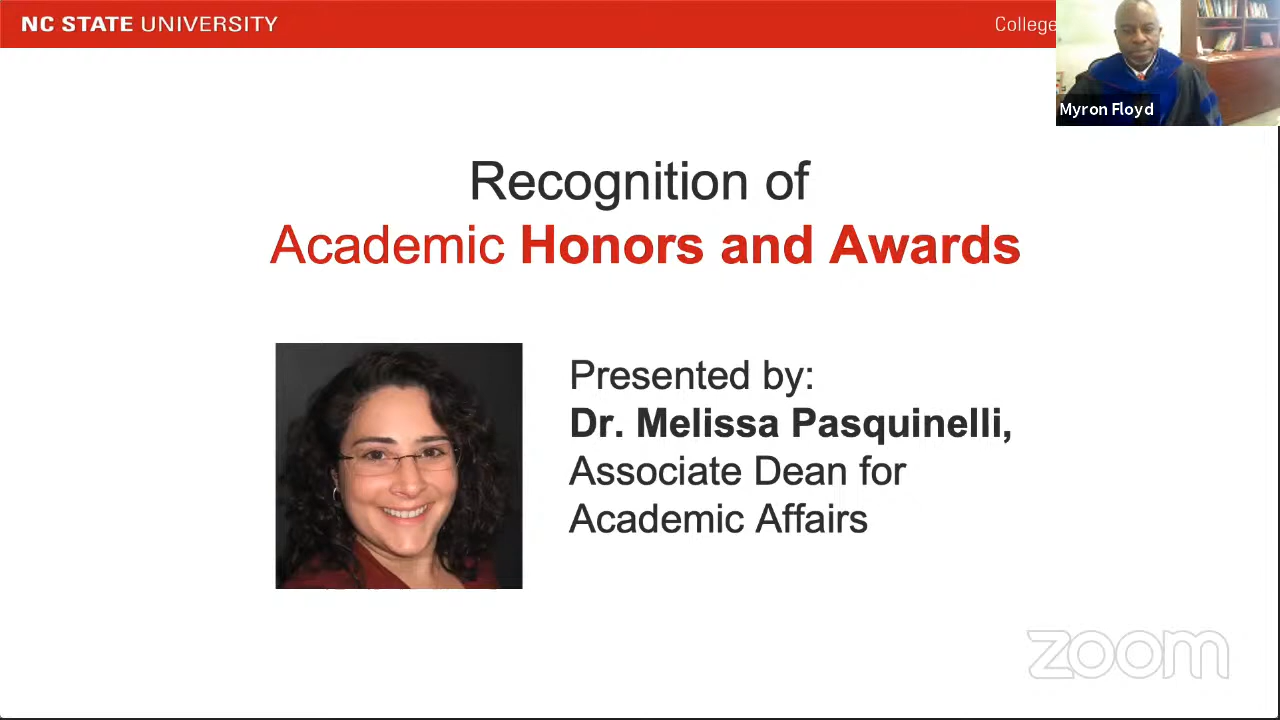 NC STATE UNIVERSITY
College
Myron Floyd
Recognition of
Academic Honors and Awards
Presented by:
Dr. Melissa Pasquinelli,
Associate Dean for
Academic Affairs
zoom